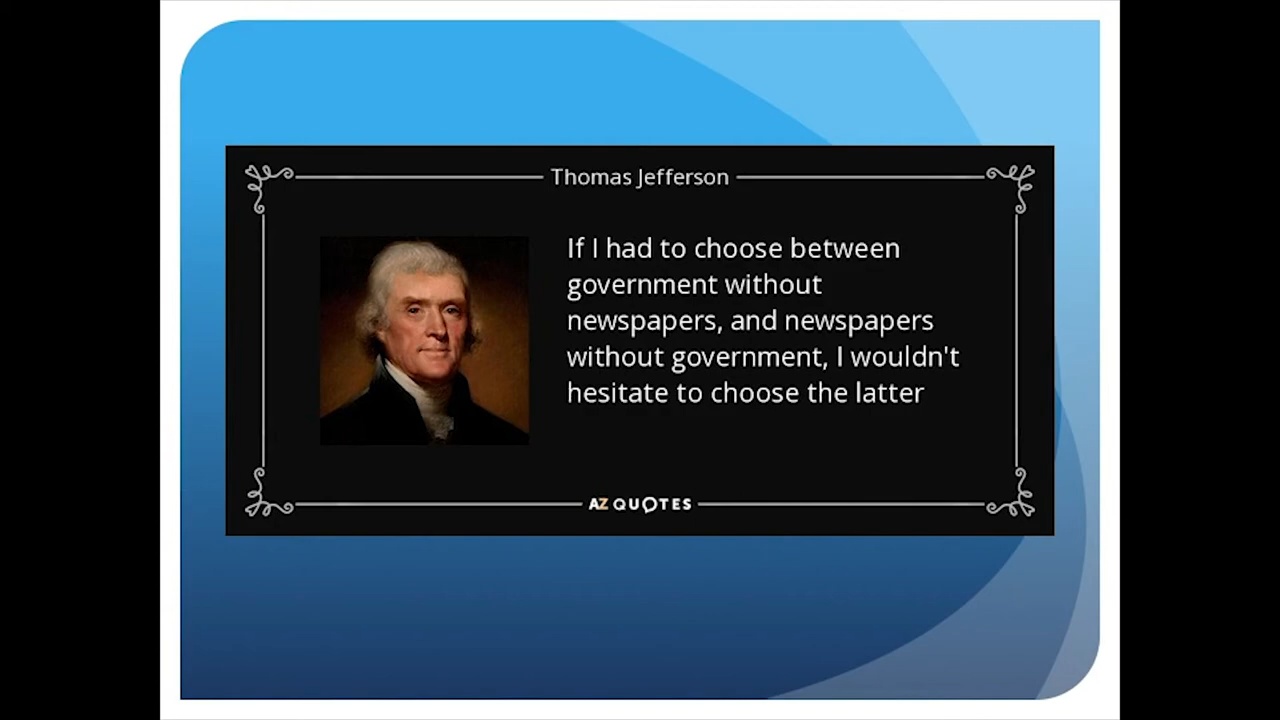 Thomas Jefferson
If I had to choose between
government without
newspapers, and newspapers
without government, I wouldn't
hesitate to choose the latter
AZ QUOTES